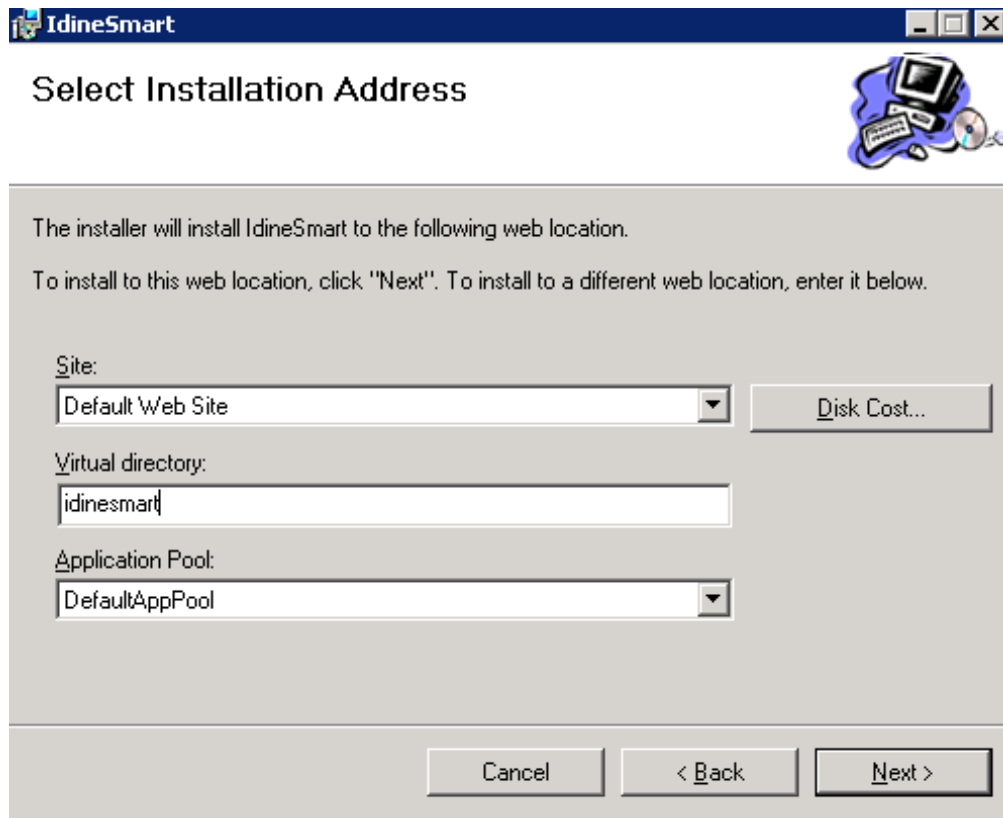 IdineSmart
Select Installation Address
The installer will install IdineSmart to the following web location.
To install to this web location, click "Next". To install to a different web location, enter it below.
Site:
Default Web Site
Disk Cost...
Virtual directory:
idinesmart
Application Pool:
DefaultAppPool
Cancel
< Back
Next >